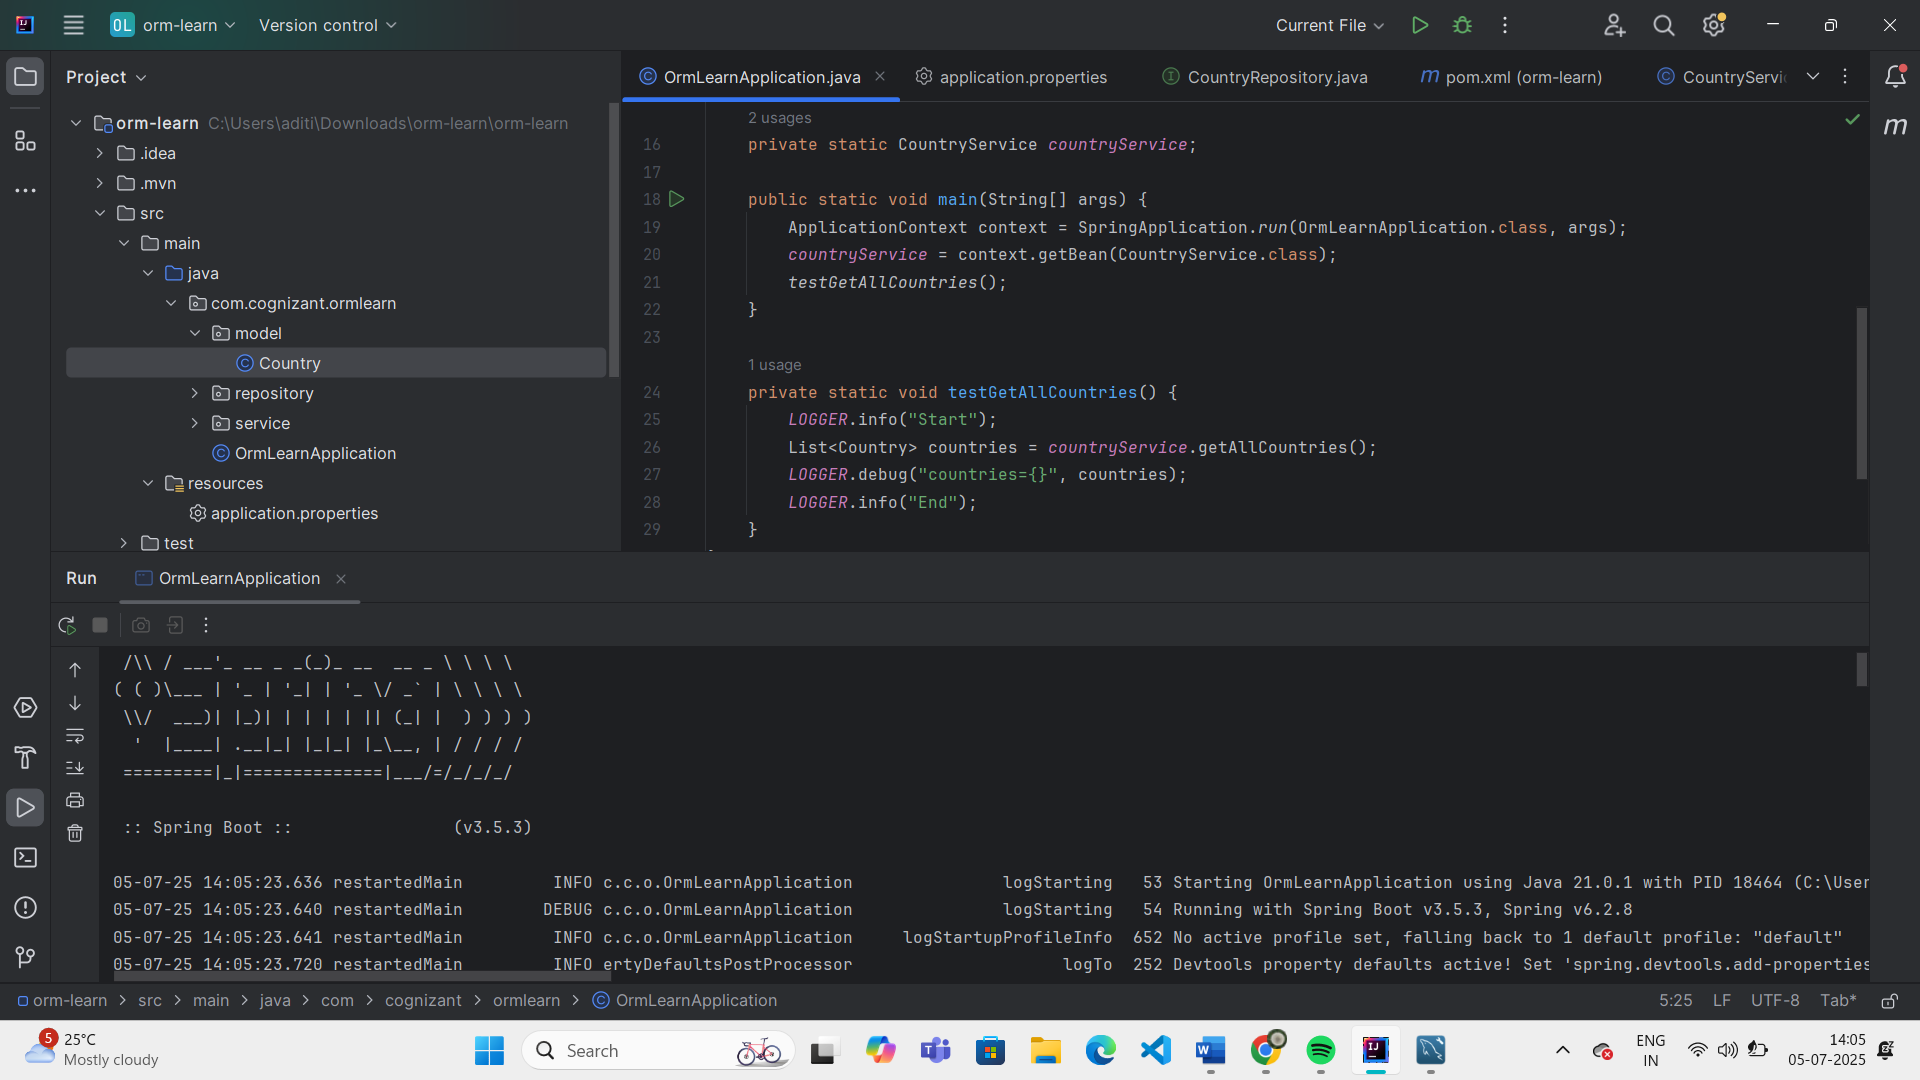 OL orm-learn Version control Current File
Project
orm-learn C:\Users\aditi\Downloads\orm-learn\orm-learn
.idea
.mvn
src
main
java
com.cognizant.ormlearn
model
Country
repository
service
OrmLearnApplication
resources
application.properties
test
OrmLearnApplication.java application.properties CountryRepository.java pom.xml (orm-learn) CountryServi
2 usages
16 private static CountryService countryService;
17
18 public static void main(String[] args) {
19 ApplicationContext context = SpringApplication.run(OrmLearnApplication.class, args);
20 countryService = context.getBean(CountryService.class);
21 testGetAllCountries();
22 }
23
1 usage
24 private static void testGetAllCountries() {
25 LOGGER.info("Start");
26 List<Country> countries = countryService.getAllCountries();
27 LOGGER.debug("countries={}", countries);
28 LOGGER.info("End");
29 }
Run OrmLearnApplication
/\\ / ___'_ __ _ _(_)_ __  __ _ \ \ \ \
( ( )\___ | '_ | '_| | '_ \/ _` | \ \ \ \
\\/  ___)| |_)| | | | | || (_| |  ) ) ) )
'  |____| .__|_| |_|_| |_\__, | / / / /
=========|_|==============|___/=/_/_/_/
:: Spring Boot :: (v3.5.3)
05-07-25 14:05:23.636 restartedMain INFO c.c.o.OrmLearnApplication logStarting 53 Starting OrmLearnApplication using Java 21.0.1 with PID 18464 (C:\User
05-07-25 14:05:23.640 restartedMain DEBUG c.c.o.OrmLearnApplication logStarting 54 Running with Spring Boot v3.5.3, Spring v6.2.8
05-07-25 14:05:23.641 restartedMain INFO c.c.o.OrmLearnApplication logStartupProfileInfo 652 No active profile set, falling back to 1 default profile: "default"
05-07-25 14:05:23.720 restartedMain INFO ertyDefaultsPostProcessor logTo 252 Devtools property defaults active! Set 'spring.devtools.add-properties
orm-learn > src > main > java > com > cognizant > ormlearn > OrmLearnApplication 5:25 LF UTF-8 Tab*
5 25°C
Mostly cloudy
Search
ENG
IN
14:05
05-07-2025